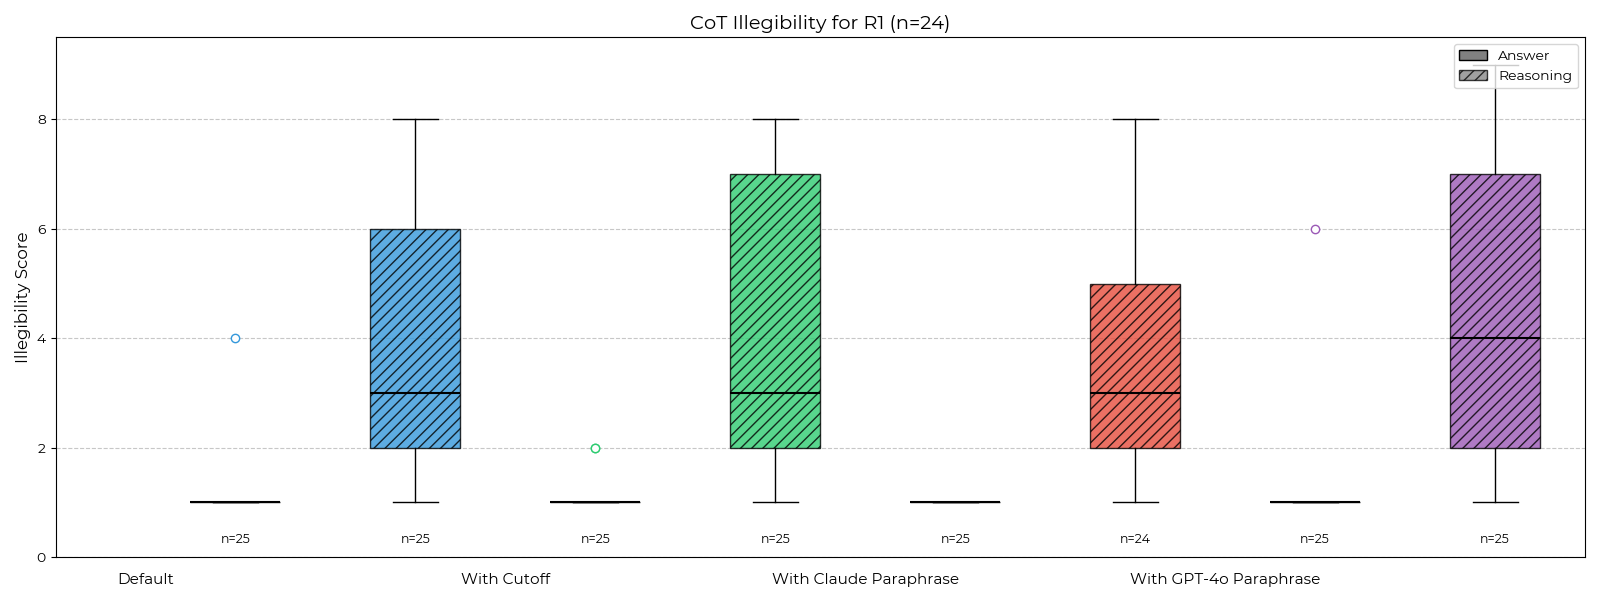 CoT Illegibility for R1 (n=24)
Answer
Reasoning
Illegibility Score
8
6
4
2
0
n=25
n=25
n=25
n=25
n=25
n=24
n=25
n=25
Default
With Cutoff
With Claude Paraphrase
With GPT-4o Paraphrase